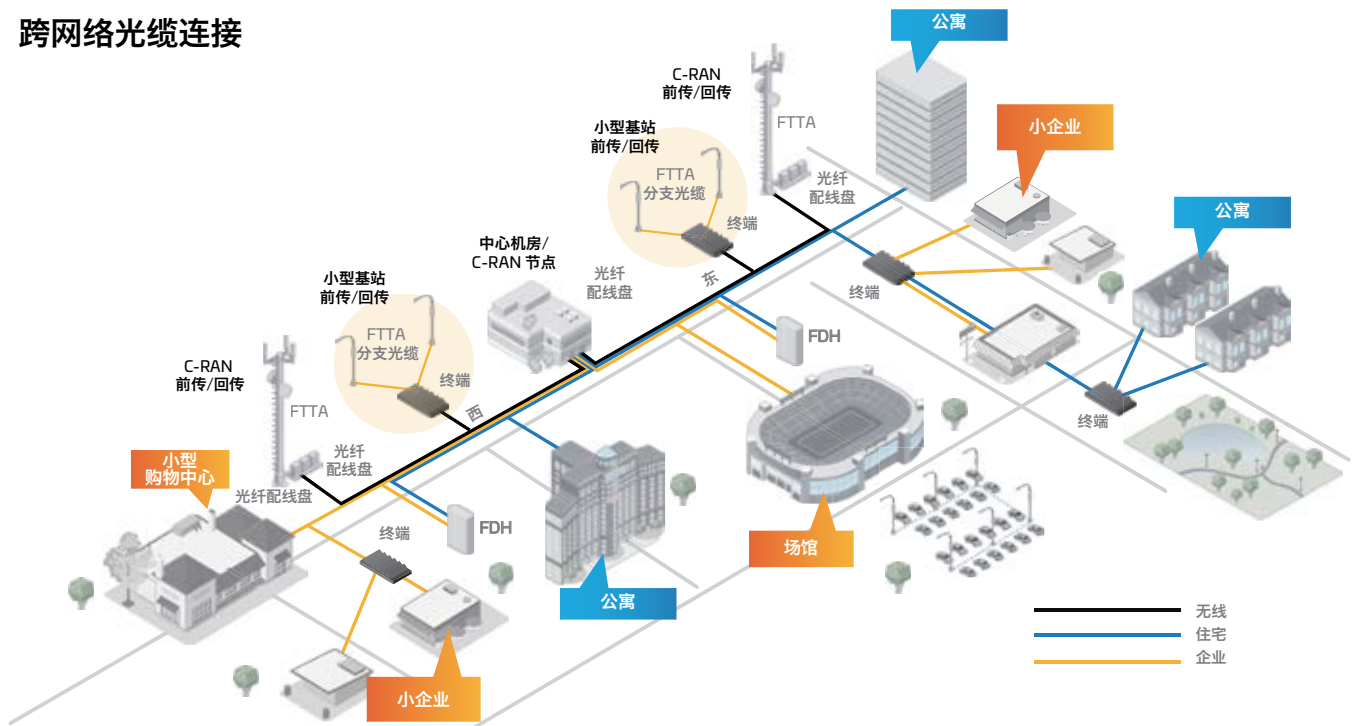 跨网络光缆连接
公寓
C-RAN
前传/回传
FTTA
小企业
小型基站
前传/回传
FTTA
分支光缆
光纤
配线盘
终端
公寓
中心机房/
C-RAN 节点
光纤
配线盘
东
终端
小型基站
前传/回传
FTTA
分支光缆
FDH
C-RAN
前传/回传
终端
FTTA
西
终端
光纤
配线盘
小型
购物中心
光纤配线盘
终端
FDH
场馆
公寓
无线
住宅
企业
小企业